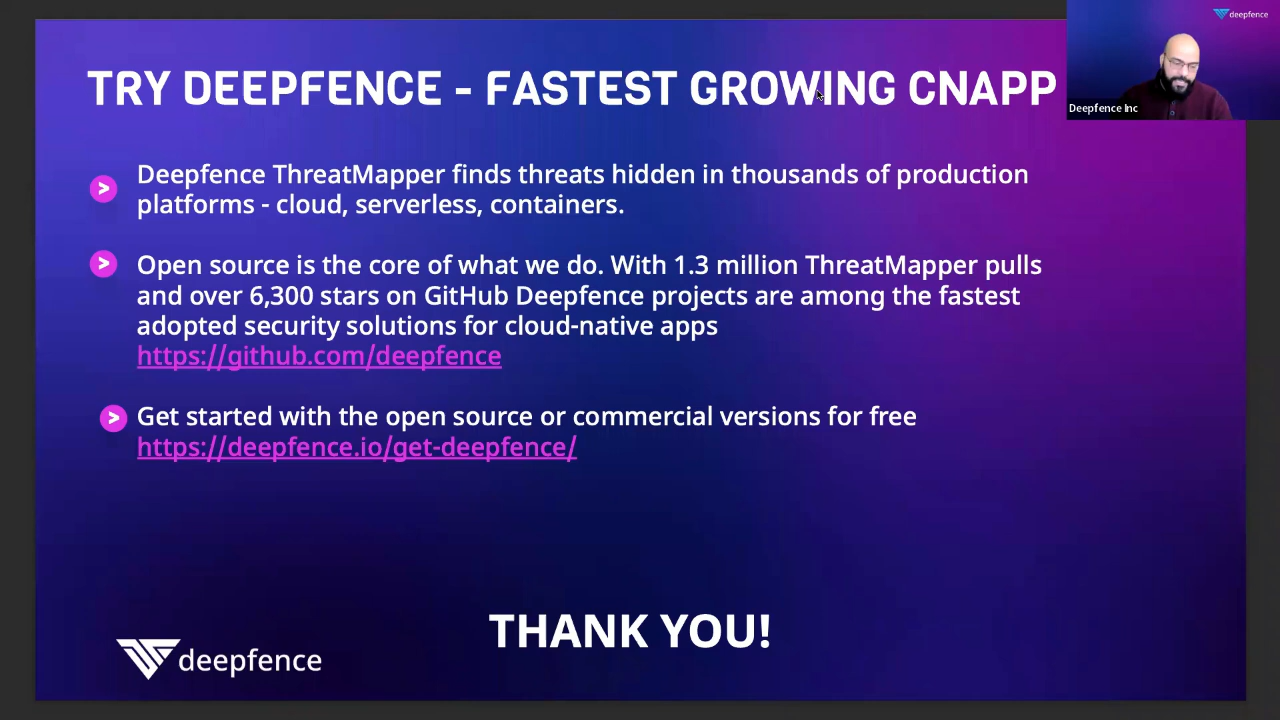 deepfence
TRY DEEPFENCE - FASTEST GROWING CNAPP
Deepfence Inc
> Deepfence ThreatMapper finds threats hidden in thousands of production
platforms - cloud, serverless, containers.
> Open source is the core of what we do. With 1.3 million ThreatMapper pulls
and over 6,300 stars on GitHub Deepfence projects are among the fastest
adopted security solutions for cloud-native apps
https://github.com/deepfence
> Get started with the open source or commercial versions for free
https://deepfence.io/get-deepfence/
THANK YOU!
deepfence